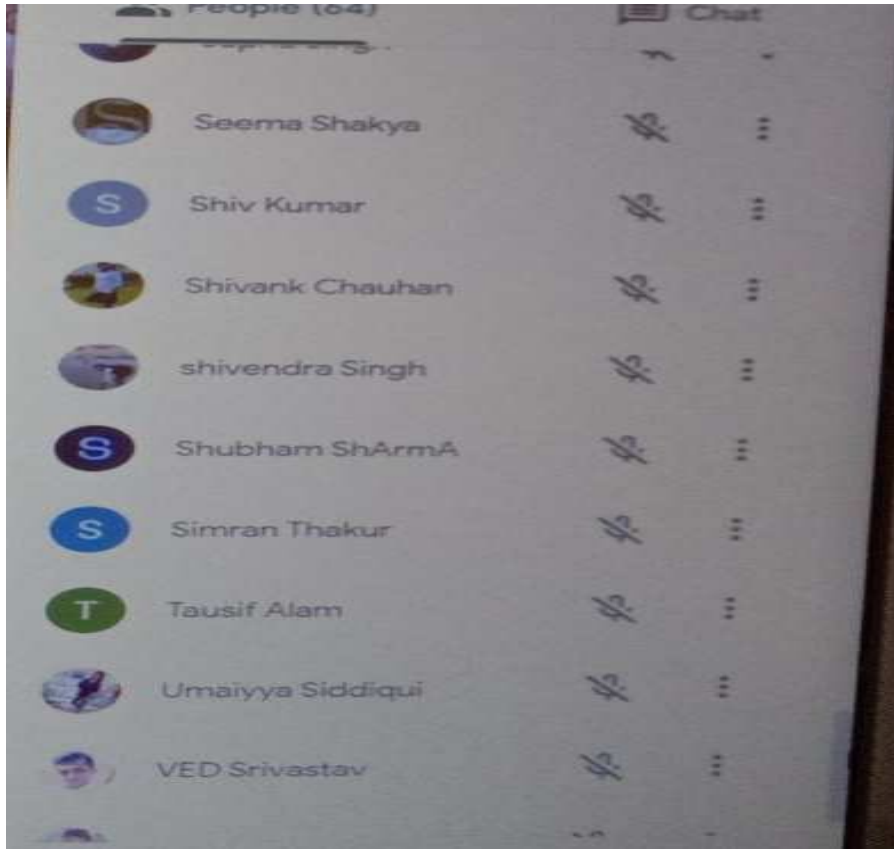 People (64)
Chat
Seema Shakya
S
Shiv Kumar
Shivank Chauhan
shivendra Singh
S
Shubham ShArmA
S
Simran Thakur
T
Tausif Alam
Umaiyya Siddiqui
VED Srivastav